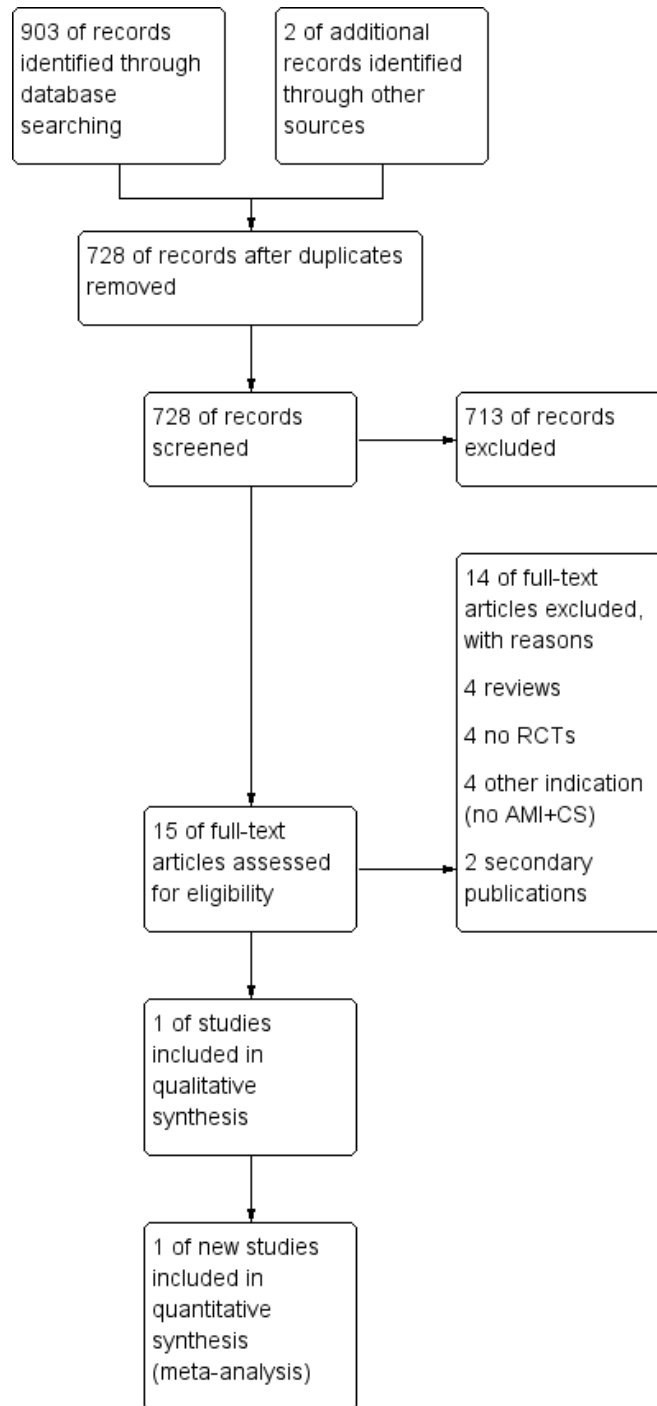 903 of records
identified through
database
searching
2 of additional
records identified
through other
sources
728 of records after duplicates
removed
728 of records
screened
713 of records
excluded
14 of full-text
articles excluded,
with reasons
4 reviews
4 no RCTs
4 other indication
(no AMI+CS)
2 secondary
publications
15 of full-text
articles assessed
for eligibility
1 of studies
included in
qualitative
synthesis
1 of new studies
included in
quantitative
synthesis
(meta-analysis)